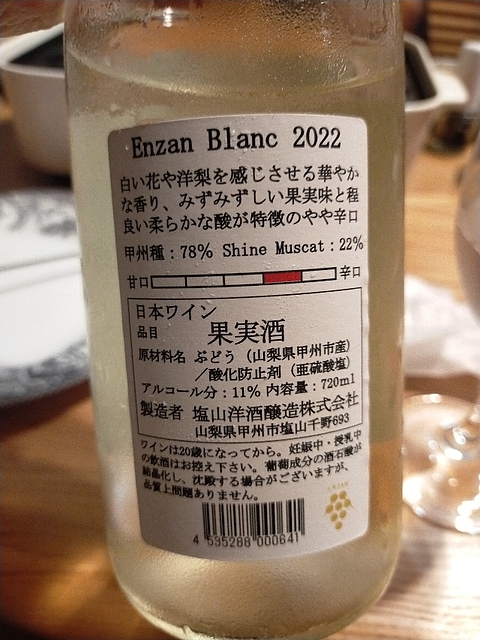 Enzan Blanc 2022
白い花や洋梨を感じさせる華やか
な香り、みずみずしい果実味と程
良い柔らかな酸が特徴のやや辛口
甲州種：78% Shine Muscat：22%
甘口 辛口
日本ワイン
品目 果実酒
原材料名 ぶどう（山梨県甲州市産）
／酸化防止剤（亜硫酸塩）
アルコール分：11% 内容量：720ml
製造者 塩山洋酒醸造株式会社
山梨県甲州市塩山千野693
ワインは20歳になってから。妊娠中・授乳中
の飲酒はお控え下さい。葡萄成分の酒石酸が
結晶化し、沈殿する場合がございますが、
品質上問題ありません。
4 535288 000641